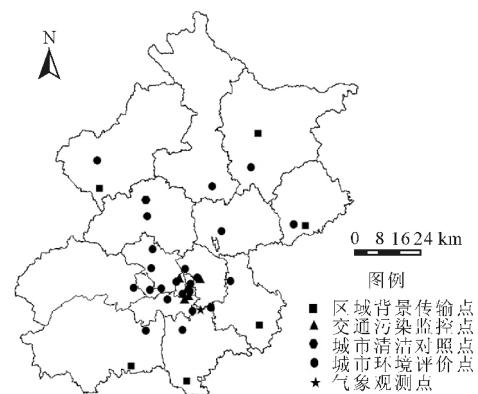 N
0 8 16 24 km
图例
区域背景传输点
交通污染监控点
城市清洁对照点
城市环境评价点
气象观测点